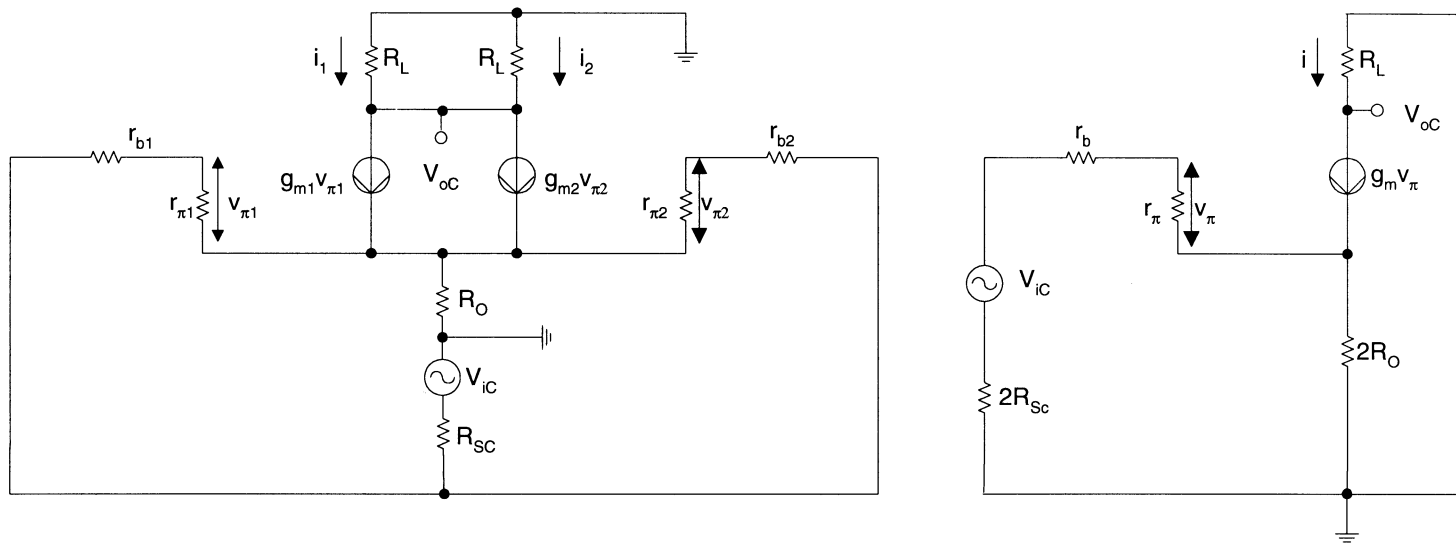 i1
RL
RL
i2
rb1
rπ1
vπ1
gm1vπ1
VoC
gm2vπ2
rπ2
vπ2
rb2
RO
ViC
RSC
i
RL
VoC
rb
rπ
vπ
gmvπ
ViC
2RSc
2RO